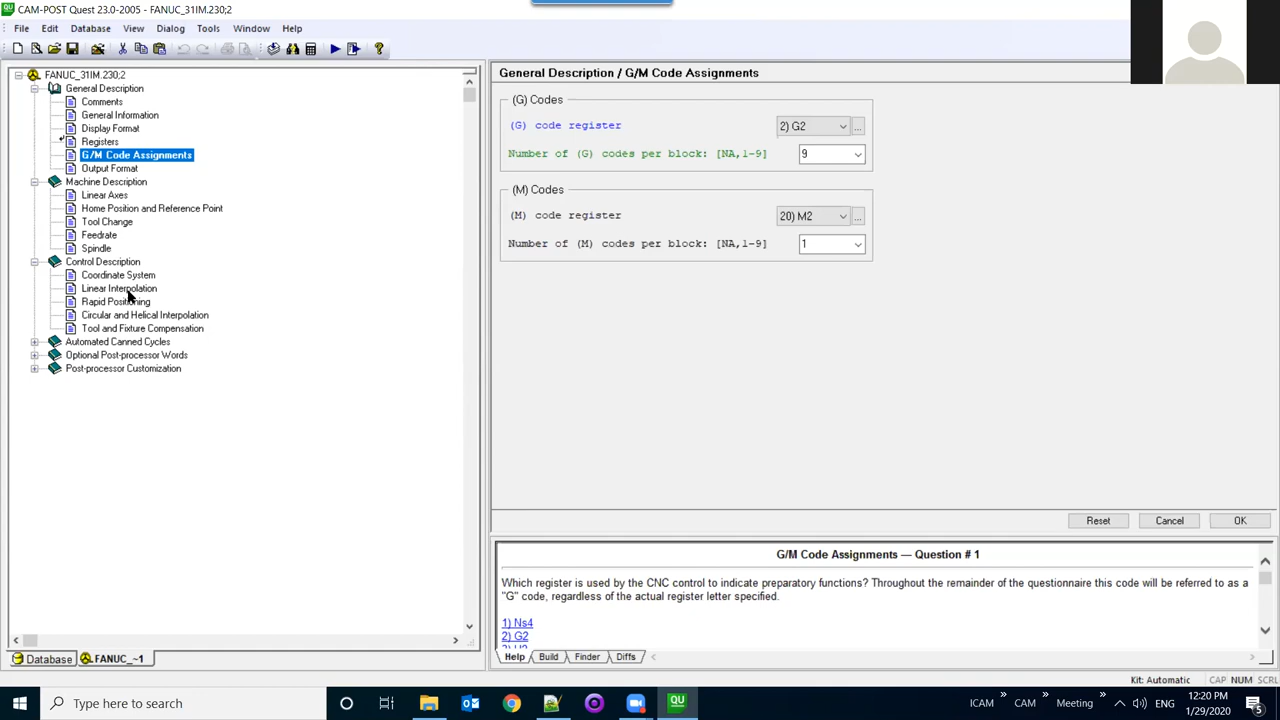 CAM-POST Quest 23.0-2005 - FANUC_31IM.230;2
File Edit Database View Dialog Tools Window Help
FANUC_31IM.230;2
General Description
Comments
General Information
Display Format
Registers
G/M Code Assignments
Output Format
Machine Description
Linear Axes
Home Position and Reference Point
Tool Change
Feedrate
Spindle
Control Description
Coordinate System
Linear Interpolation
Rapid Positioning
Circular and Helical Interpolation
Tool and Fixture Compensation
Automated Canned Cycles
Optional Post-processor Words
Post-processor Customization
Database FANUC_~1
General Description / G/M Code Assignments
(G) Codes
(G) code register 2) G2 ...
Number of (G) codes per block: [NA,1-9] 9
(M) Codes
(M) code register 20) M2 ...
Number of (M) codes per block: [NA,1-9] 1
Reset Cancel OK
G/M Code Assignments — Question # 1
Which register is used by the CNC control to indicate preparatory functions? Throughout the remainder of the questionnaire this code will be referred to as a
"G" code, regardless of the actual register letter specified.
1) Ns4
2) G2
Help Build Finder Diffs
Kit: Automatic CAP NUM SCRL
Type here to search
QU
ICAM CAM Meeting ENG
12:20 PM
1/29/2020
5